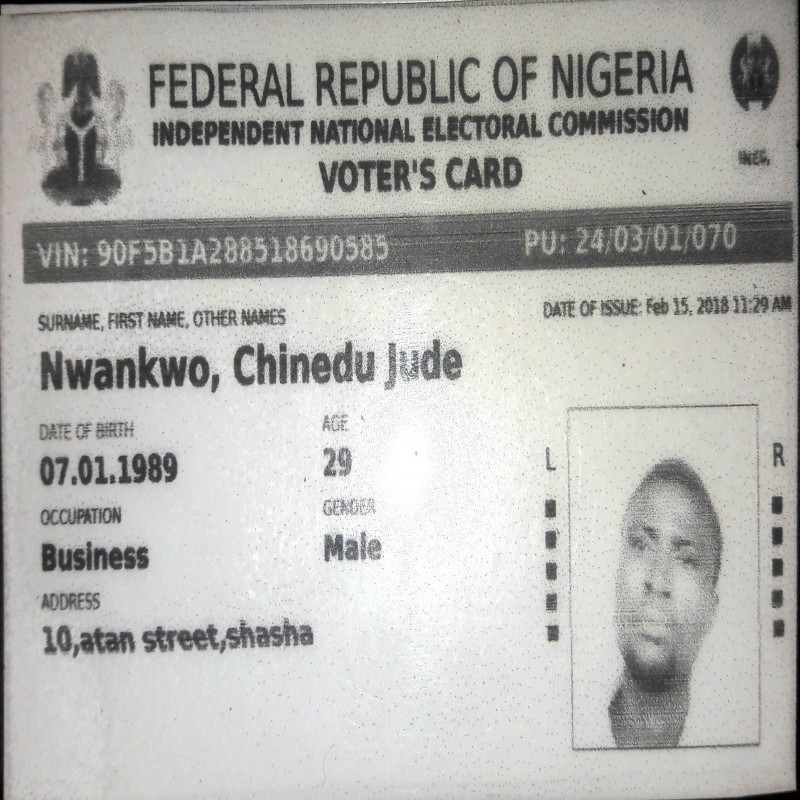 FEDERAL REPUBLIC OF NIGERIA
INDEPENDENT NATIONAL ELECTORAL COMMISSION
VOTER'S CARD
INEC,
VIN: 90F5B1A288518690585
PU: 24/03/01/070
SURNAME, FIRST NAME, OTHER NAMES
DATE OF ISSUE: Feb 15, 2018 11:29 AM
Nwankwo, Chinedu Jude
DATE OF BIRTH
AGE
07.01.1989
29
L
R
OCCUPATION
GENDER
Business
Male
ADDRESS
10,atan street,shasha